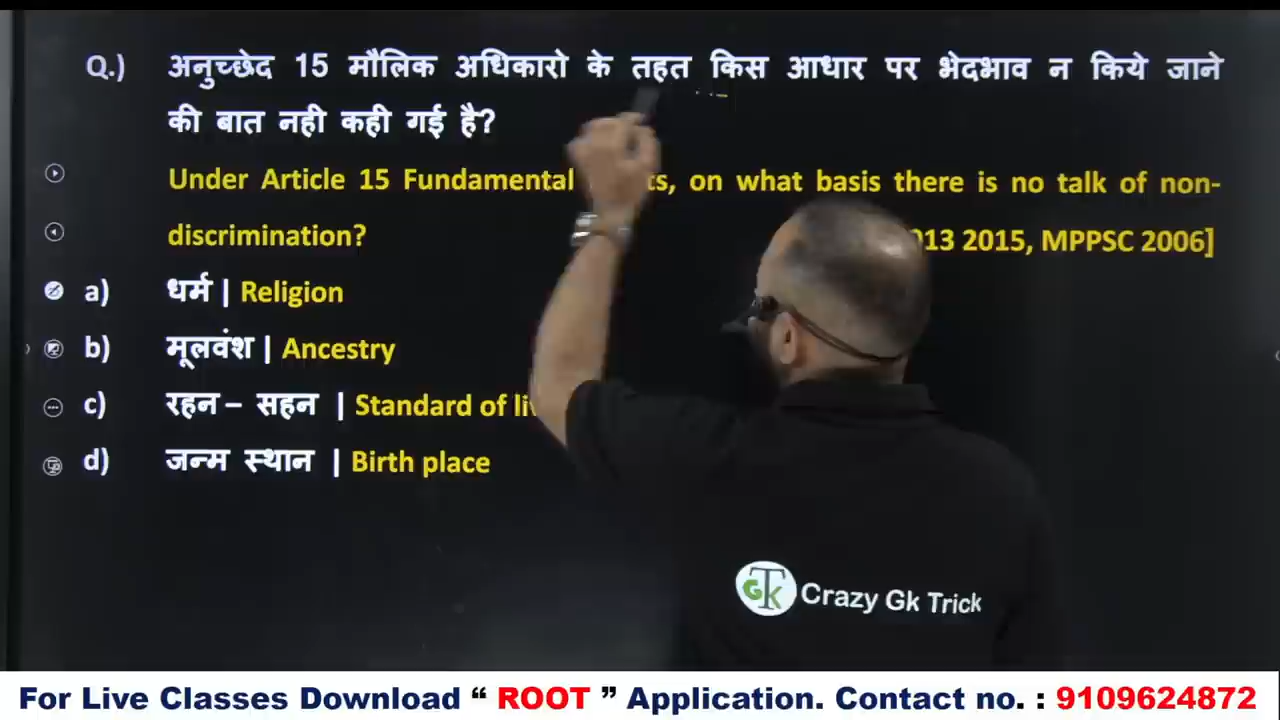 Q.) अनुच्छेद 15 मौलिक अधिकारो के तहत किस आधार पर भेदभाव न किये जाने
की बात नही कही गई है?
Under Article 15 Fundamental on what basis there is no talk of non-
discrimination? 2015, MPPSC 2006]
a) धर्म | Religion
b) मूलवंश | Ancestry
c) रहन – सहन | Standard of
d) जन्म स्थान | Birth place
GTk Crazy Gk Trick
For Live Classes Download “ ROOT ” Application. Contact no. : 9109624872